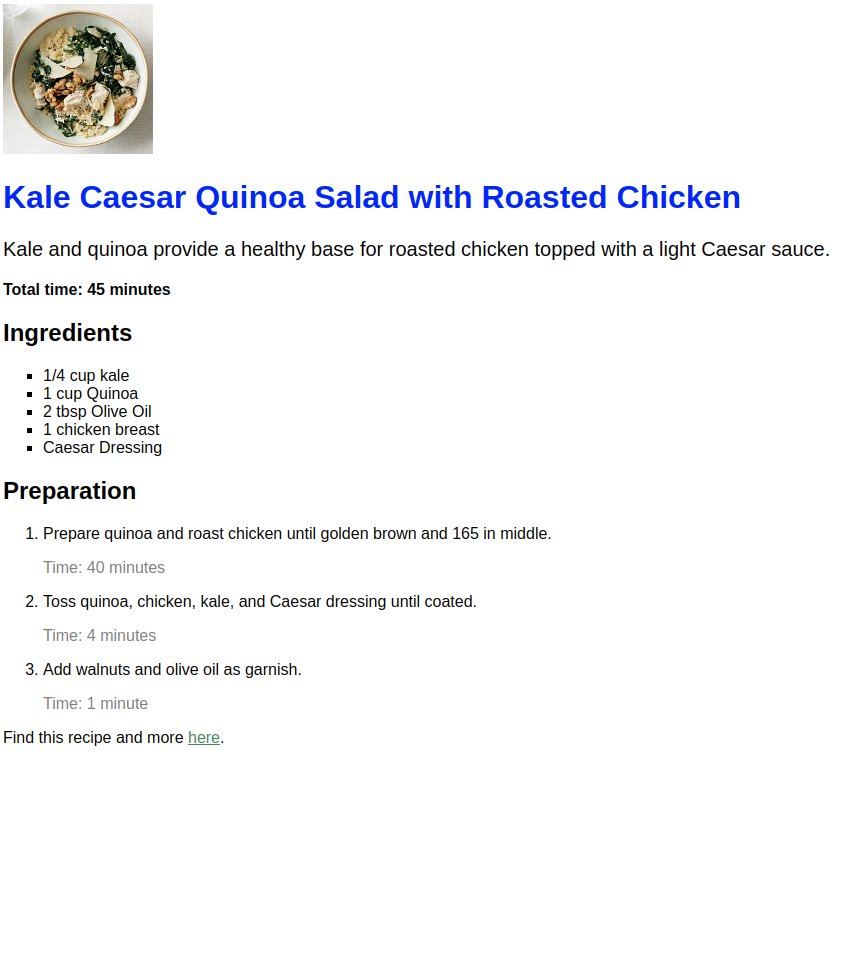 Kale Caesar Quinoa Salad with Roasted Chicken
Kale and quinoa provide a healthy base for roasted chicken topped with a light Caesar sauce.
Total time: 45 minutes
Ingredients
1/4 cup kale
1 cup Quinoa
2 tbsp Olive Oil
1 chicken breast
Caesar Dressing
Preparation
1. Prepare quinoa and roast chicken until golden brown and 165 in middle.
Time: 40 minutes
2. Toss quinoa, chicken, kale, and Caesar dressing until coated.
Time: 4 minutes
3. Add walnuts and olive oil as garnish.
Time: 1 minute
Find this recipe and more here.